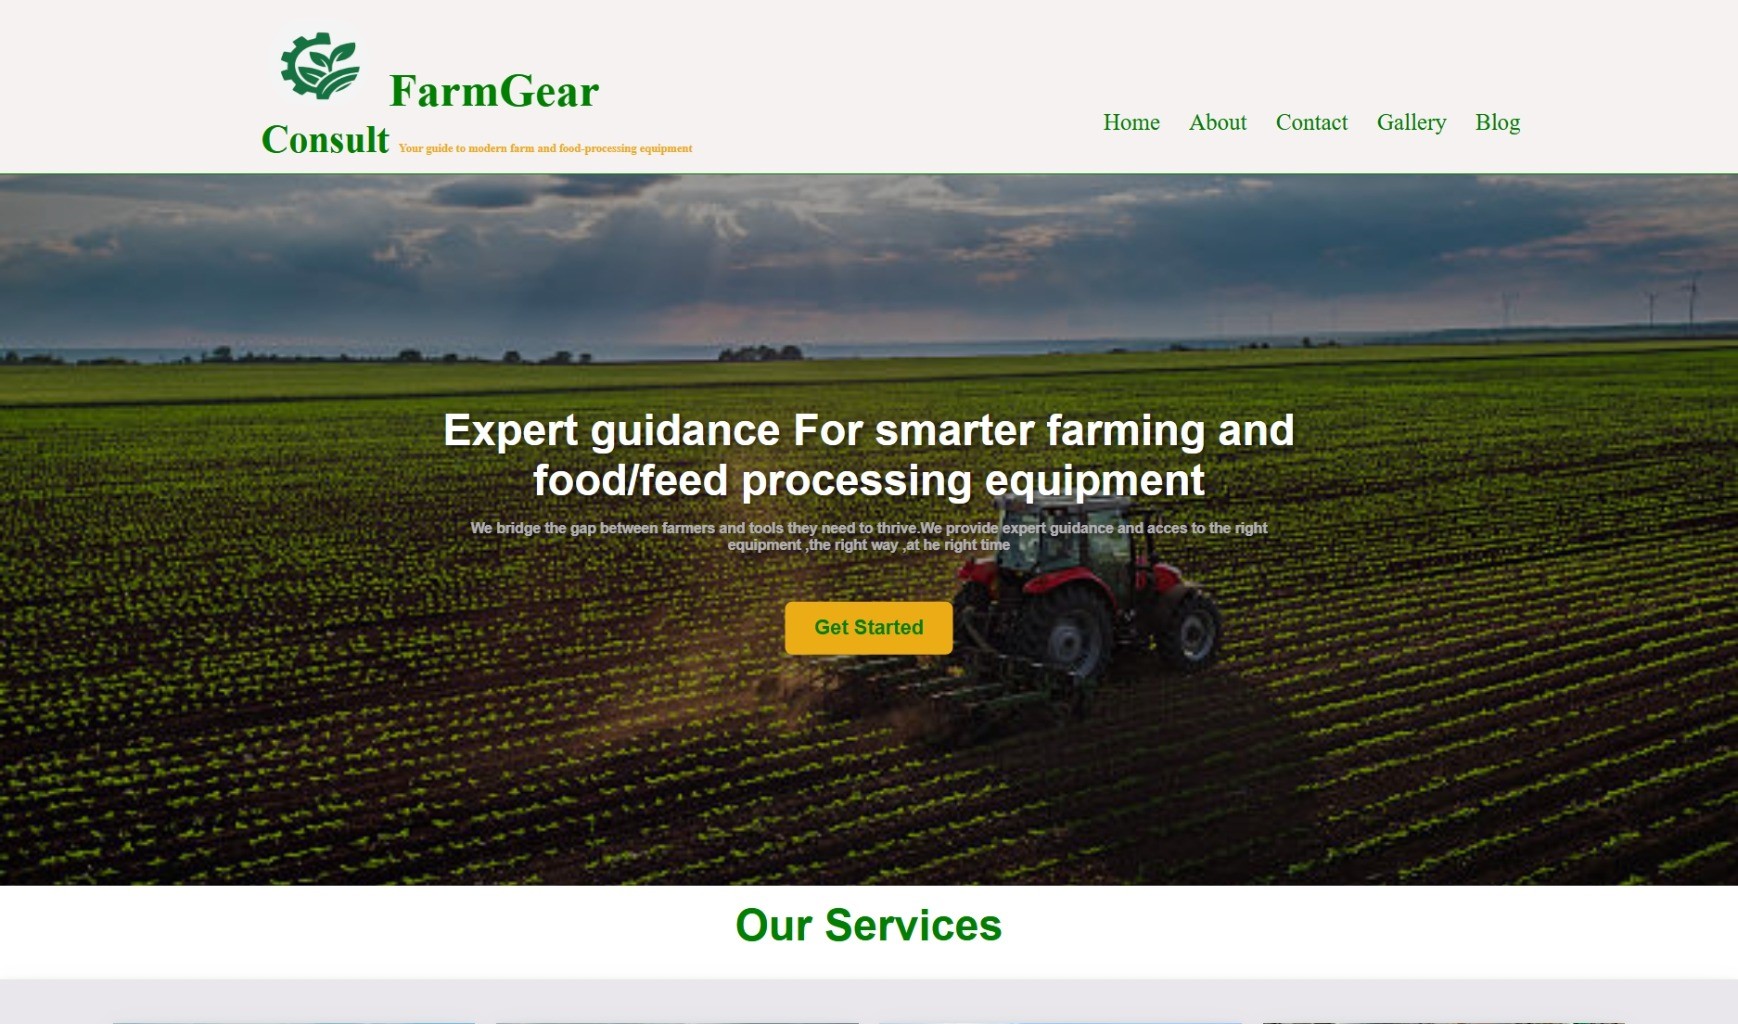 FarmGear
Consult Your guide to modern farm and food-processing equipment
Home About Contact Gallery Blog
Expert guidance For smarter farming and
food/feed processing equipment
We bridge the gap between farmers and tools they need to thrive.We provide expert guidance and acces to the right
equipment ,the right way ,at he right time
Get Started
Our Services